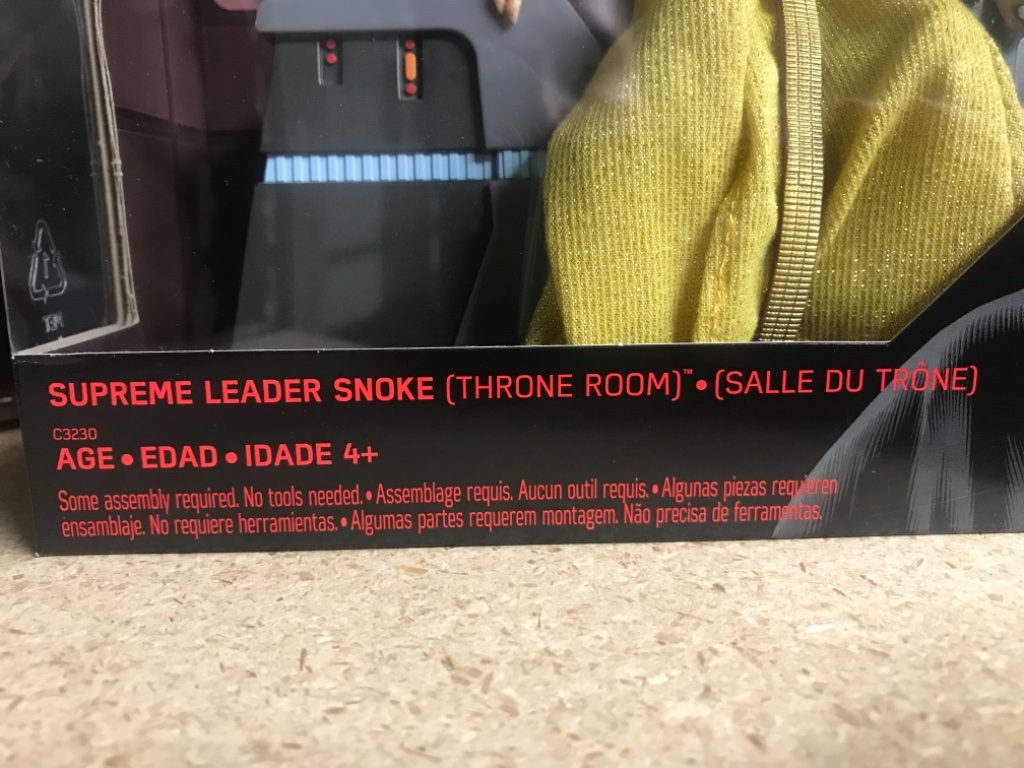 SUPREME LEADER SNOKE (THRONE ROOM)™ • (SALLE DU TRÔNE)
C3230
AGE • EDAD • IDADE 4+
Some assembly required. No tools needed. • Assemblage requis. Aucun outil requis. • Algunas piezas requieren
ensamblaje. No requiere herramientas. • Algumas partes requerem montagem. Não precisa de ferramentas.